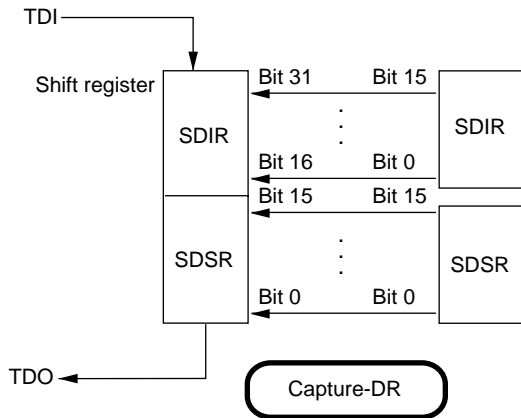 TDI
Shift register
Bit 31 Bit 15
SDIR
SDIR
.
.
.
Bit 16 Bit 0
Bit 15 Bit 15
SDSR
SDSR
.
.
.
Bit 0 Bit 0
TDO
Capture-DR